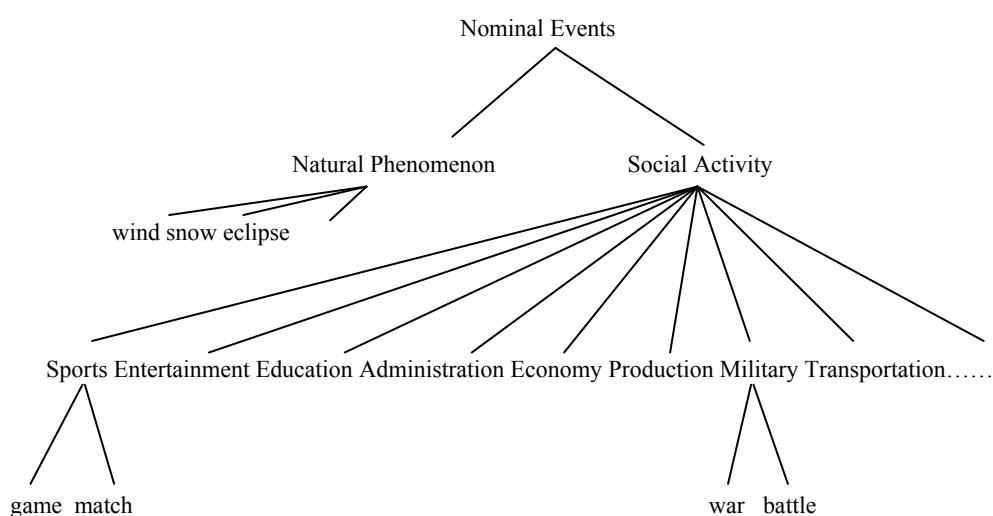 Nominal Events
Natural Phenomenon Social Activity
wind snow eclipse
Sports Entertainment Education Administration Economy Production Military Transportation……
game match war battle